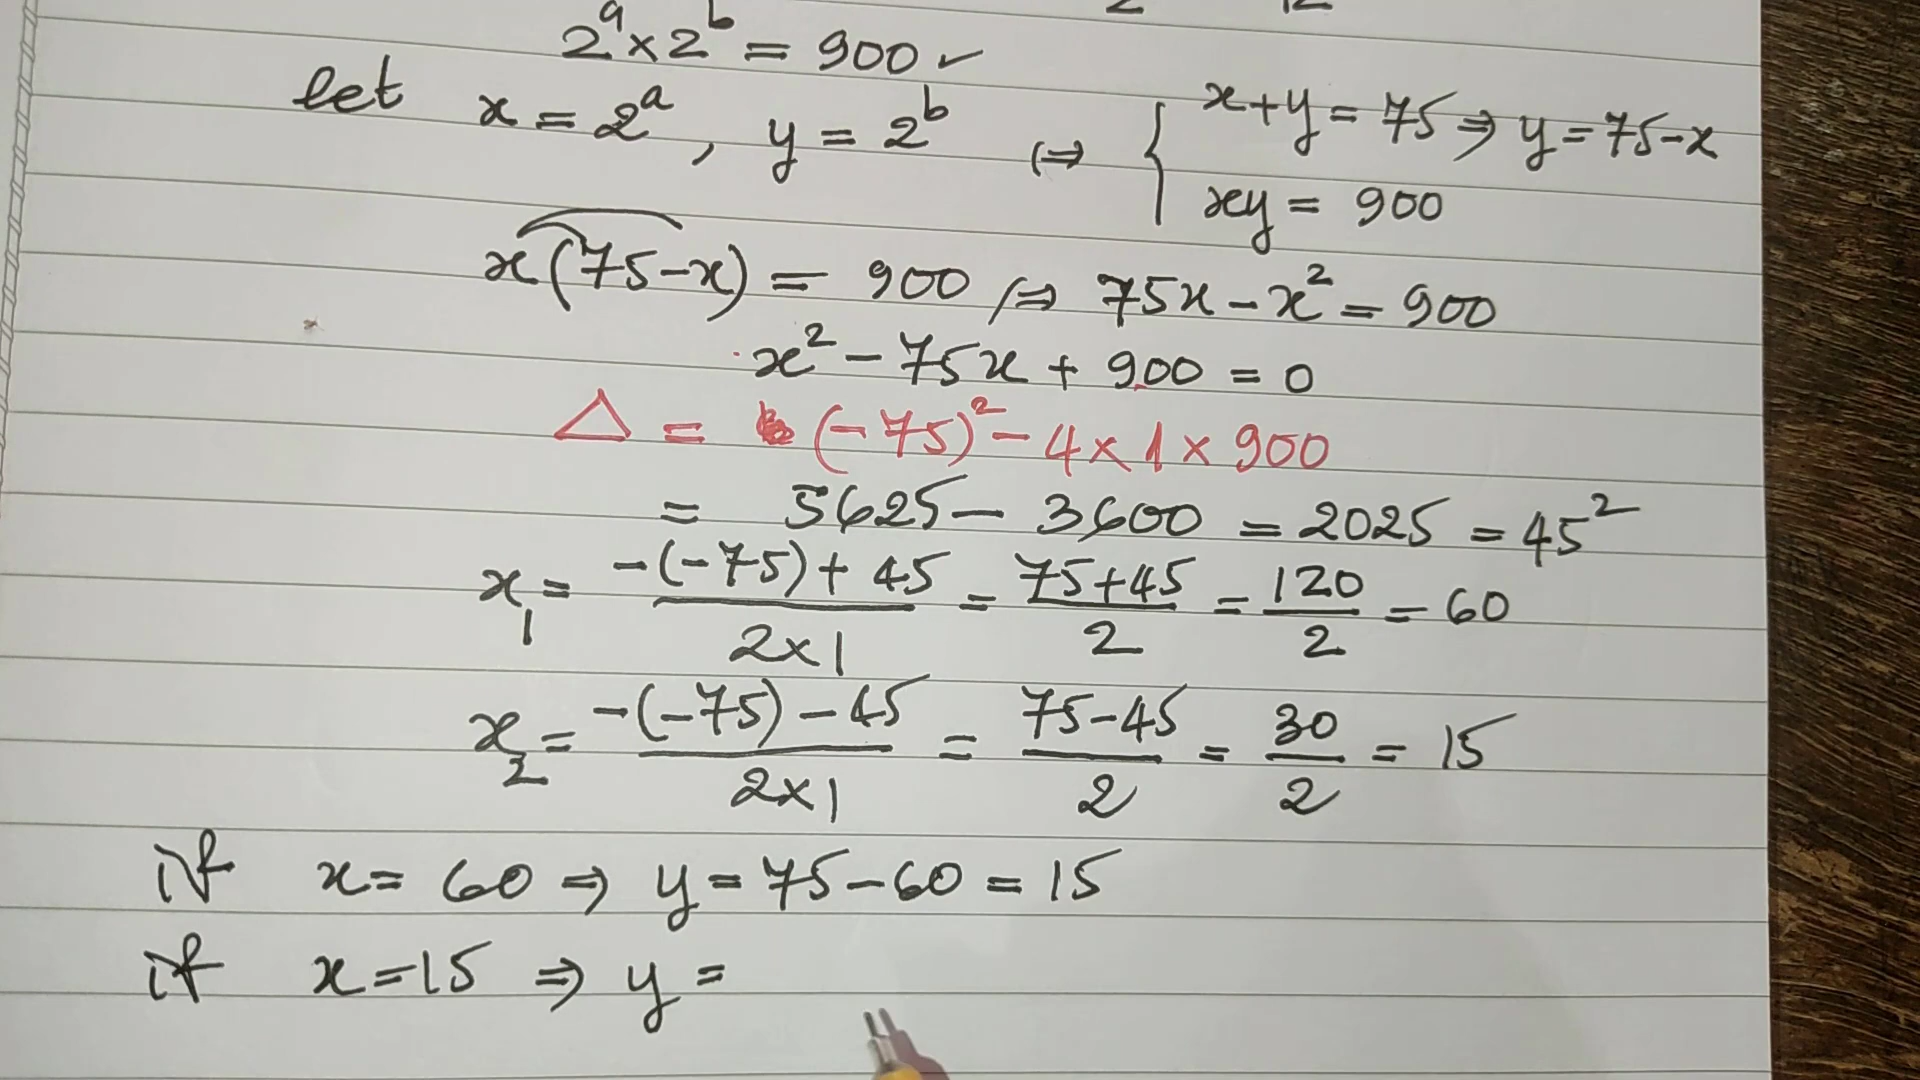 2^a × 2^b = 900 ✓
let x = 2^a , y = 2^b ⇒ { x+y = 75 ⇒ y = 75-x
xy = 900
x(75-x) = 900 ⇒ 75x - x² = 900
x² - 75x + 900 = 0
Δ = (-75)² - 4×1×900
= 5625 - 3600 = 2025 = 45²
x₁ = (-(-75)+45)/(2×1) = (75+45)/2 = 120/2 = 60
x₂ = (-(-75)-45)/(2×1) = (75-45)/2 = 30/2 = 15
if x = 60 ⇒ y = 75-60 = 15
if x = 15 ⇒ y =